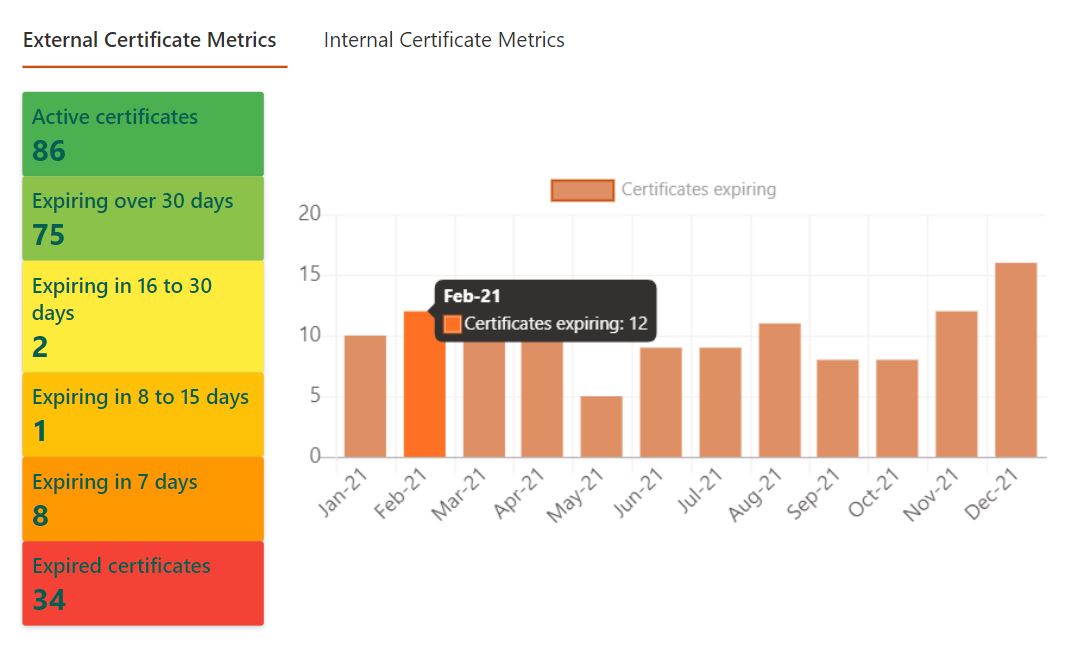 External Certificate Metrics
Internal Certificate Metrics
Active certificates
86
Expiring over 30 days
75
Expiring in 16 to 30
days
2
Expiring in 8 to 15 days
1
Expiring in 7 days
8
Expired certificates
34
Certificates expiring
20
15
10
5
0
Feb-21
Certificates expiring: 12
Jan-21
Feb-21
Mar-21
Apr-21
May-21
Jun-21
Jul-21
Aug-21
Sep-21
Oct-21
Nov-21
Dec-21